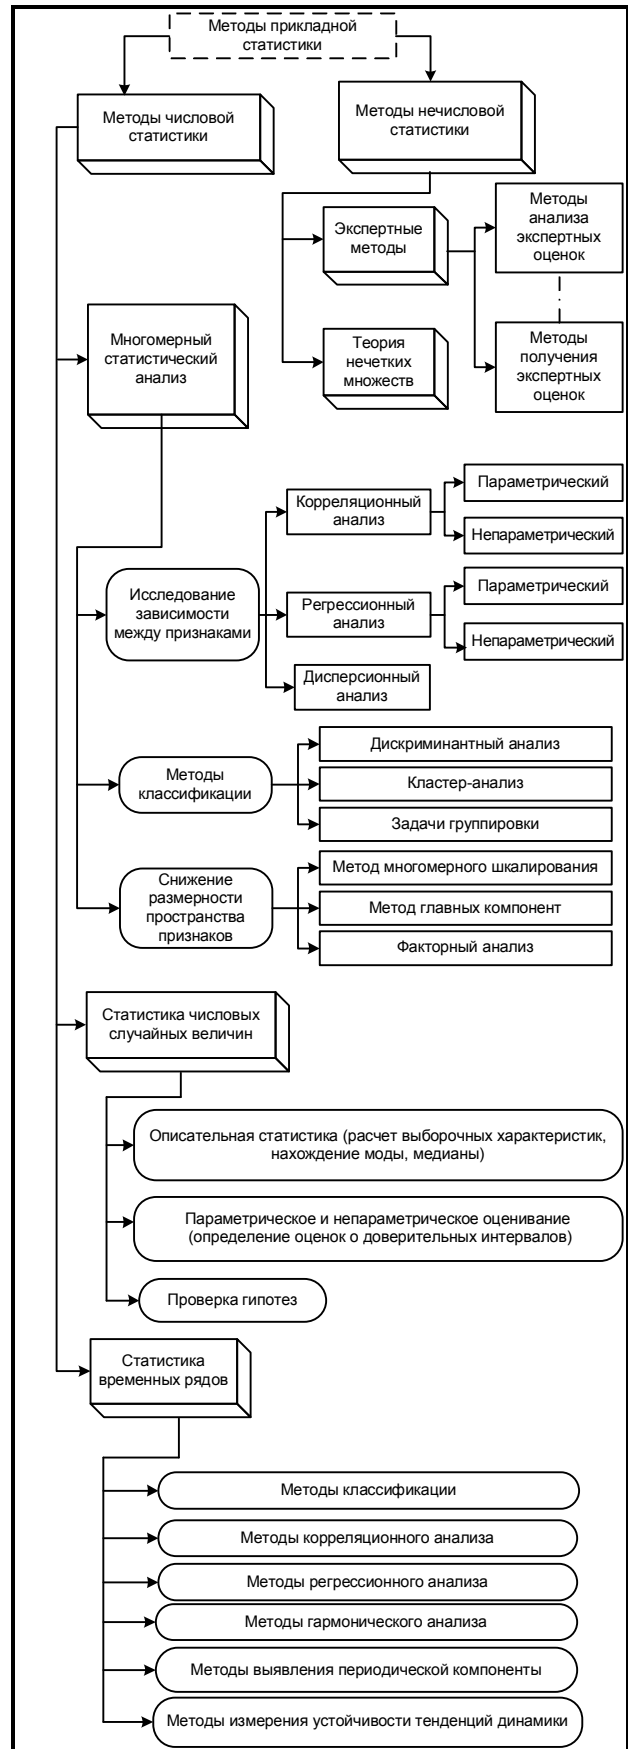 Методы прикладной
статистики
Методы числовой
статистики
Методы нечисловой
статистики
Экспертные
методы
Методы
анализа
экспертных
оценок
Теория
нечетких
множеств
Методы
получения
экспертных
оценок
Многомерный
статистический
анализ
Исследование
зависимости
между признаками
Корреляционный
анализ
Параметрический
Непараметрический
Регрессионный
анализ
Параметрический
Непараметрический
Дисперсионный
анализ
Методы
классификации
Дискриминантный анализ
Кластер-анализ
Задачи группировки
Снижение
размерности
пространства
признаков
Метод многомерного шкалирования
Метод главных компонент
Факторный анализ
Статистика числовых
случайных величин
Описательная статистика (расчет выборочных характеристик,
нахождение моды, медианы)
Параметрическое и непараметрическое оценивание
(определение оценок о доверительных интервалов)
Проверка гипотез
Статистика
временных рядов
Методы классификации
Методы корреляционного анализа
Методы регрессионного анализа
Методы гармонического анализа
Методы выявления периодической компоненты
Методы измерения устойчивости тенденций динамики